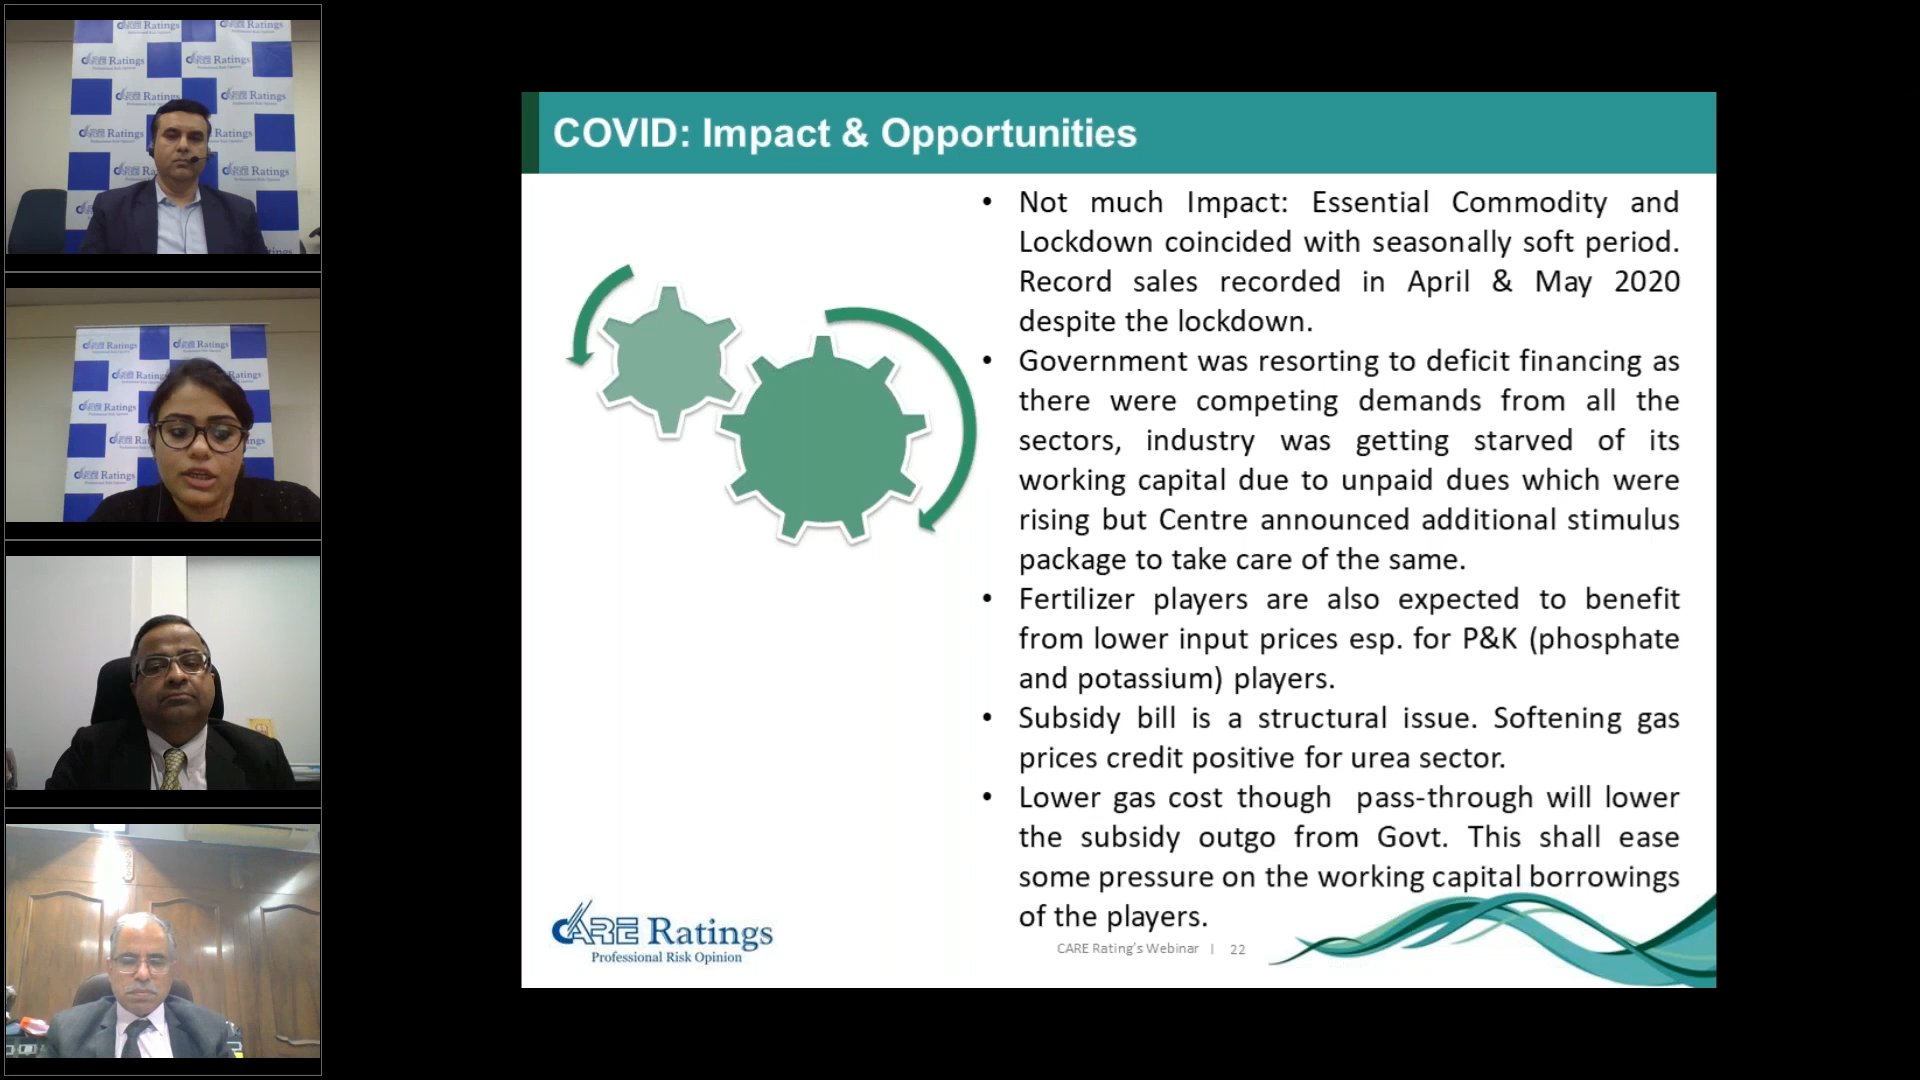 COVID: Impact & Opportunities
• Not much Impact: Essential Commodity and
Lockdown coincided with seasonally soft period.
Record sales recorded in April & May 2020
despite the lockdown.
• Government was resorting to deficit financing as
there were competing demands from all the
sectors, industry was getting starved of its
working capital due to unpaid dues which were
rising but Centre announced additional stimulus
package to take care of the same.
• Fertilizer players are also expected to benefit
from lower input prices esp. for P&K (phosphate
and potassium) players.
• Subsidy bill is a structural issue. Softening gas
prices credit positive for urea sector.
• Lower gas cost though pass-through will lower
the subsidy outgo from Govt. This shall ease
some pressure on the working capital borrowings
of the players.
CARE Ratings
Professional Risk Opinion
CARE Rating's Webinar | 22